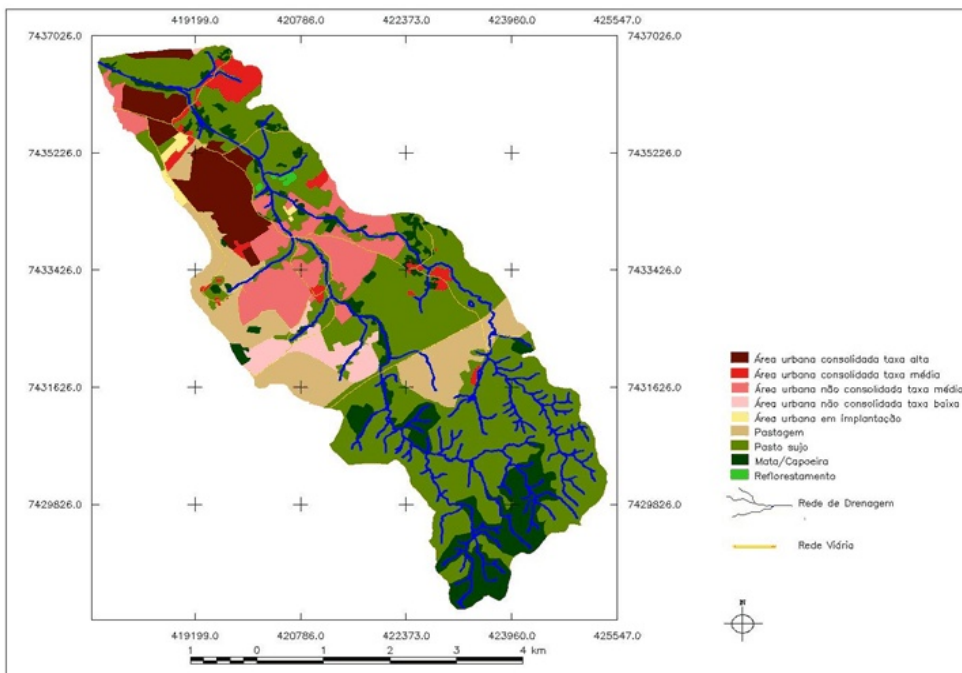 419199.0 420786.0 422373.0 423960.0 425547.0
7437026.0 7437026.0
7435226.0 7435226.0
7433426.0 7433426.0
7431626.0 7431626.0
7429826.0 7429826.0
419199.0 420786.0 422373.0 423960.0 425547.0
1 0 1 2 3 4 km
Área urbana consolidada taxa alta
Área urbana consolidada taxa média
Área urbana não consolidada taxa média
Área urbana não consolidada taxa baixa
Área urbana em implantação
Pastagem
Pasto sujo
Mata/Capoeira
Reflorestamento
Rede de Drenagem
Rede Viária
N